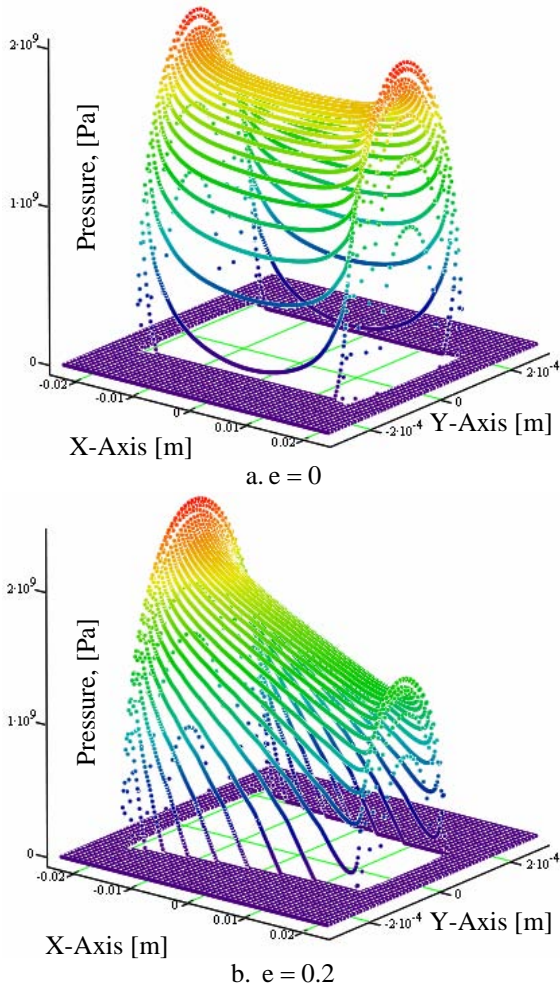 2·10⁹
Pressure, [Pa]
1·10⁹
0
-0.02
-0.01
0
0.01
0.02
X-Axis [m]
-2·10⁻⁴
0
2·10⁻⁴
Y-Axis [m]
a. e = 0
2·10⁹
Pressure, [Pa]
1·10⁹
0
-0.02
-0.01
0
0.01
0.02
X-Axis [m]
-2·10⁻⁴
0
2·10⁻⁴
Y-Axis [m]
b. e = 0.2